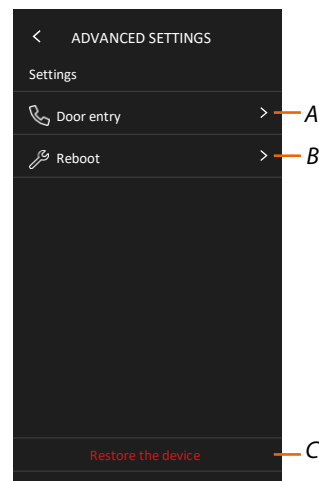 ADVANCED SETTINGS
Settings
Door entry
A
Reboot
B
Restore the device
C